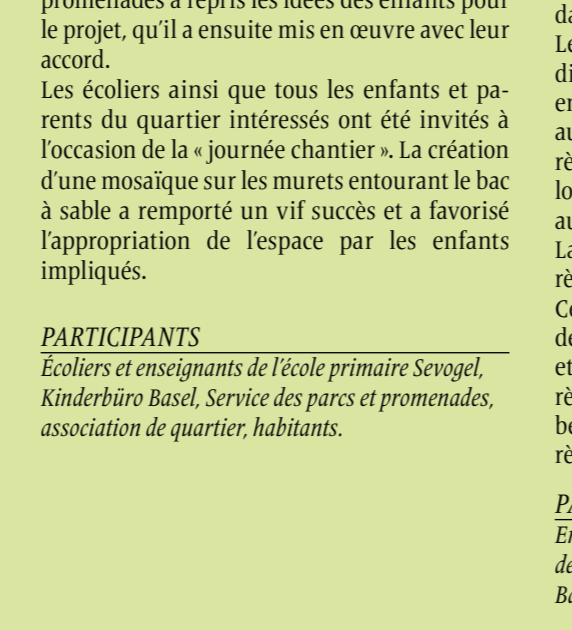 promenades a repris les idées des enfants pour
le projet, qu'il a ensuite mis en œuvre avec leur
accord.
Les écoliers ainsi que tous les enfants et pa-
rents du quartier intéressés ont été invités à
l'occasion de la « journée chantier ». La création
d'une mosaïque sur les murets entourant le bac
à sable a remporté un vif succès et a favorisé
l'appropriation de l'espace par les enfants
impliqués.
PARTICIPANTS
Écoliers et enseignants de l'école primaire Sevogel,
Kinderbüro Basel, Service des parcs et promenades,
association de quartier, habitants.